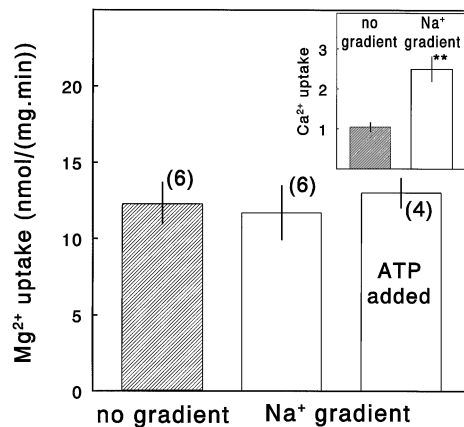 Mg²⁺ uptake (nmol/(mg.min))
20
15
10
5
0
(6)
(6)
(4)
ATP
added
no gradient
Na⁺ gradient
no
gradient
Na⁺
gradient
**
Ca²⁺ uptake
3
2
1